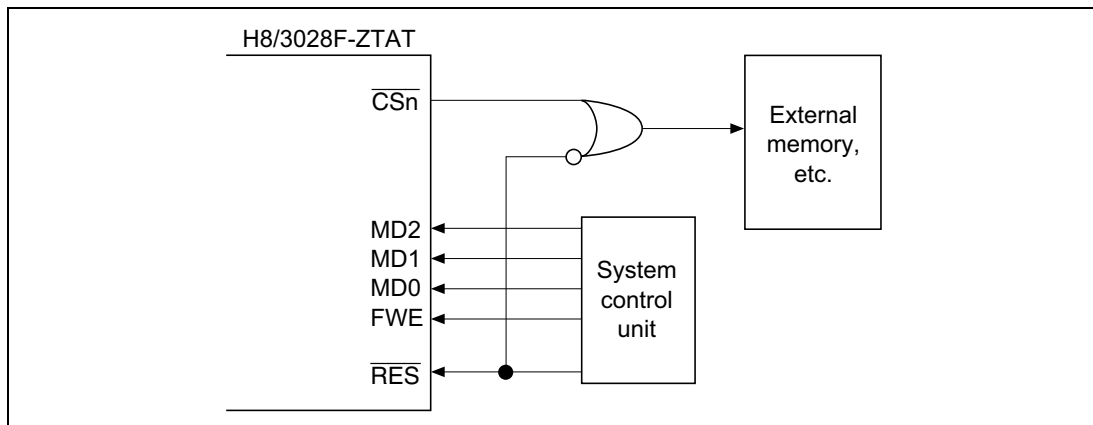 H8/3028F-ZTAT
CSn
External
memory,
etc.
MD2
MD1
MD0
FWE
RES
System
control
unit